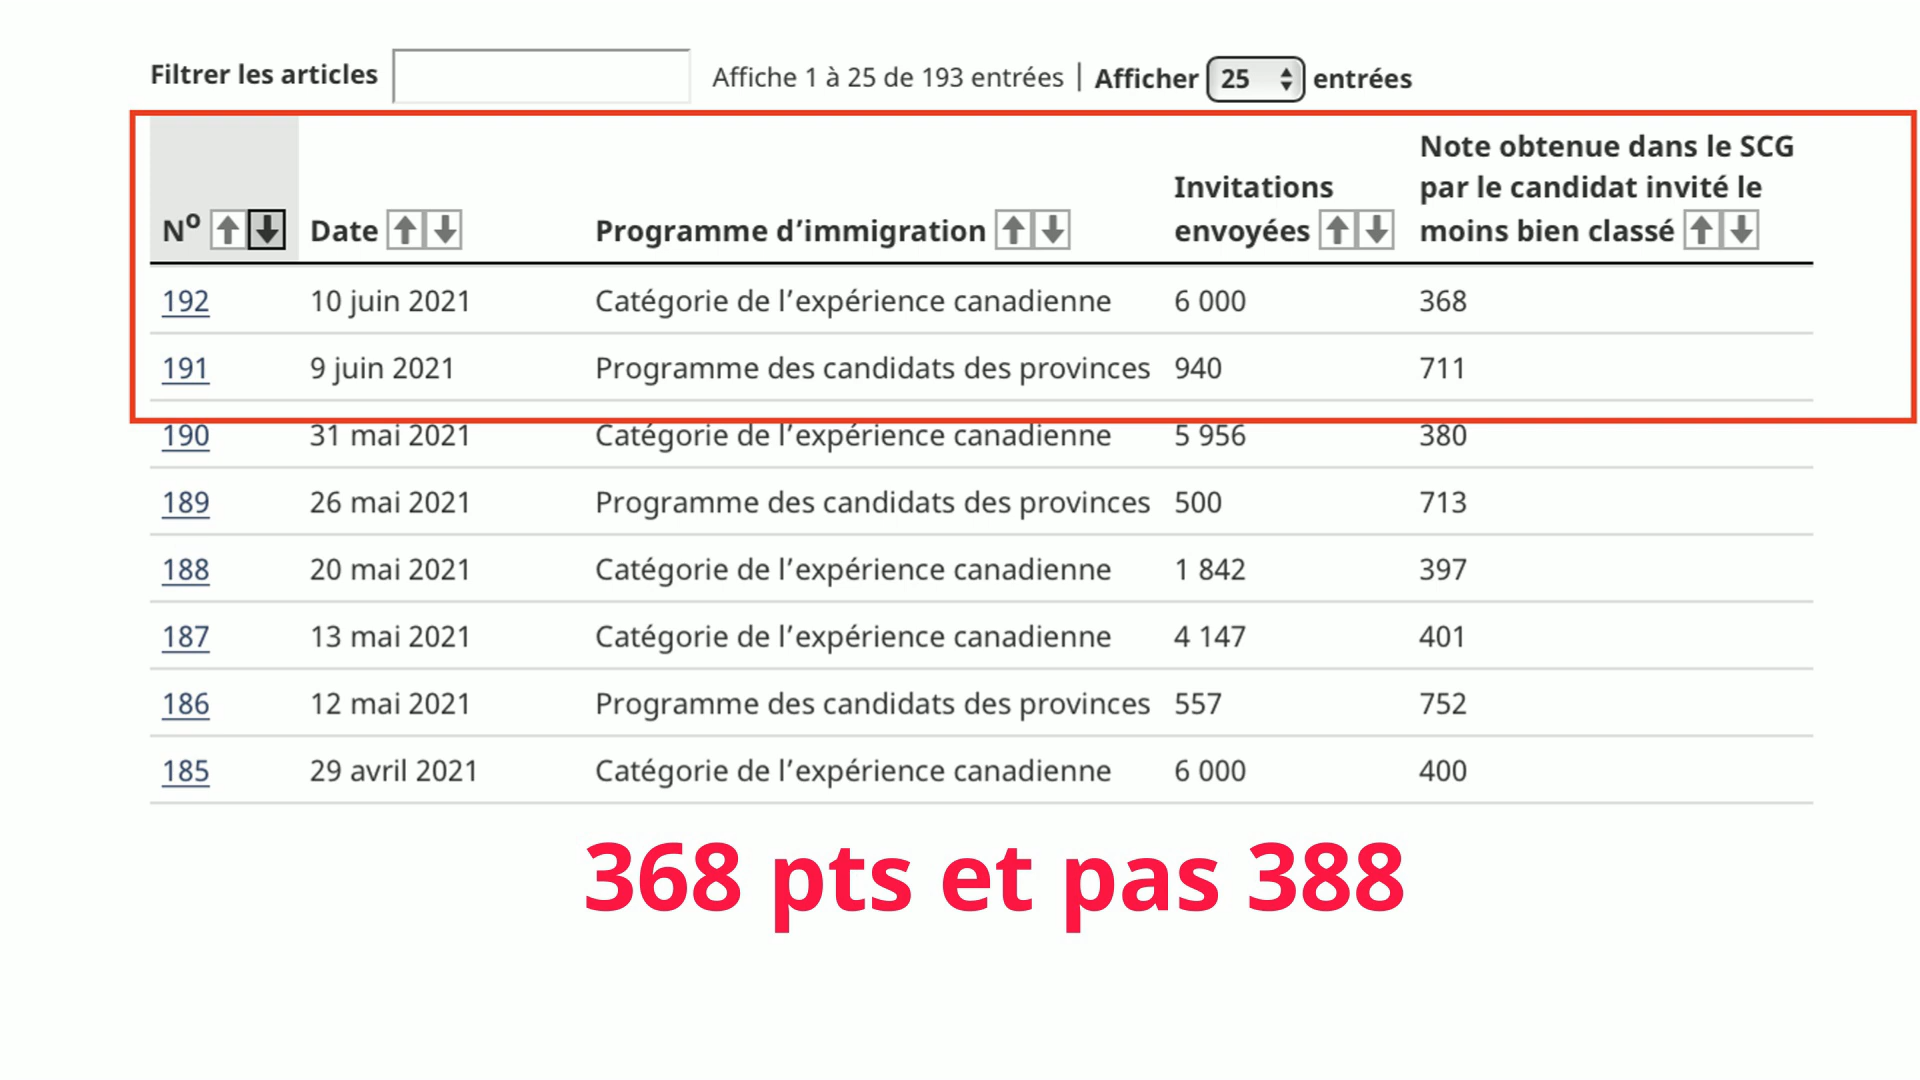 Filtrer les articles Affiche 1 à 25 de 193 entrées | Afficher 25 entrées
Nº Date Programme d’immigration Invitations envoyées Note obtenue dans le SCG par le candidat invité le moins bien classé
192 10 juin 2021 Catégorie de l’expérience canadienne 6 000 368
191 9 juin 2021 Programme des candidats des provinces 940 711
190 31 mai 2021 Catégorie de l’expérience canadienne 5 956 380
189 26 mai 2021 Programme des candidats des provinces 500 713
188 20 mai 2021 Catégorie de l’expérience canadienne 1 842 397
187 13 mai 2021 Catégorie de l’expérience canadienne 4 147 401
186 12 mai 2021 Programme des candidats des provinces 557 752
185 29 avril 2021 Catégorie de l’expérience canadienne 6 000 400
368 pts et pas 388